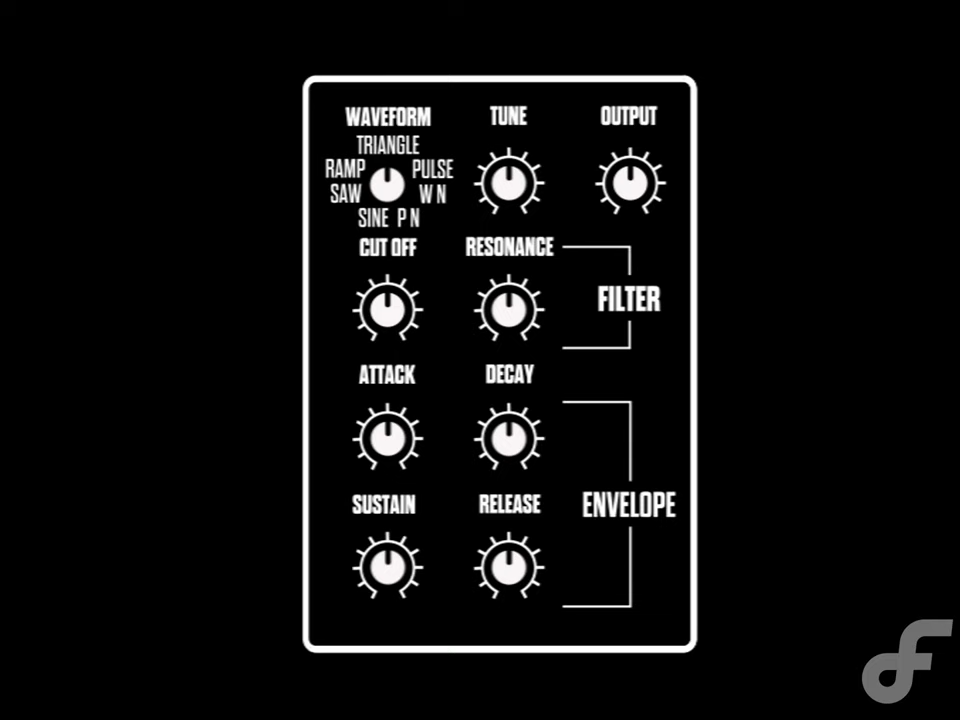 WAVEFORM TUNE OUTPUT
TRIANGLE
RAMP PULSE
SAW W N
SINE P N
CUT OFF RESONANCE
FILTER
ATTACK DECAY
SUSTAIN RELEASE ENVELOPE